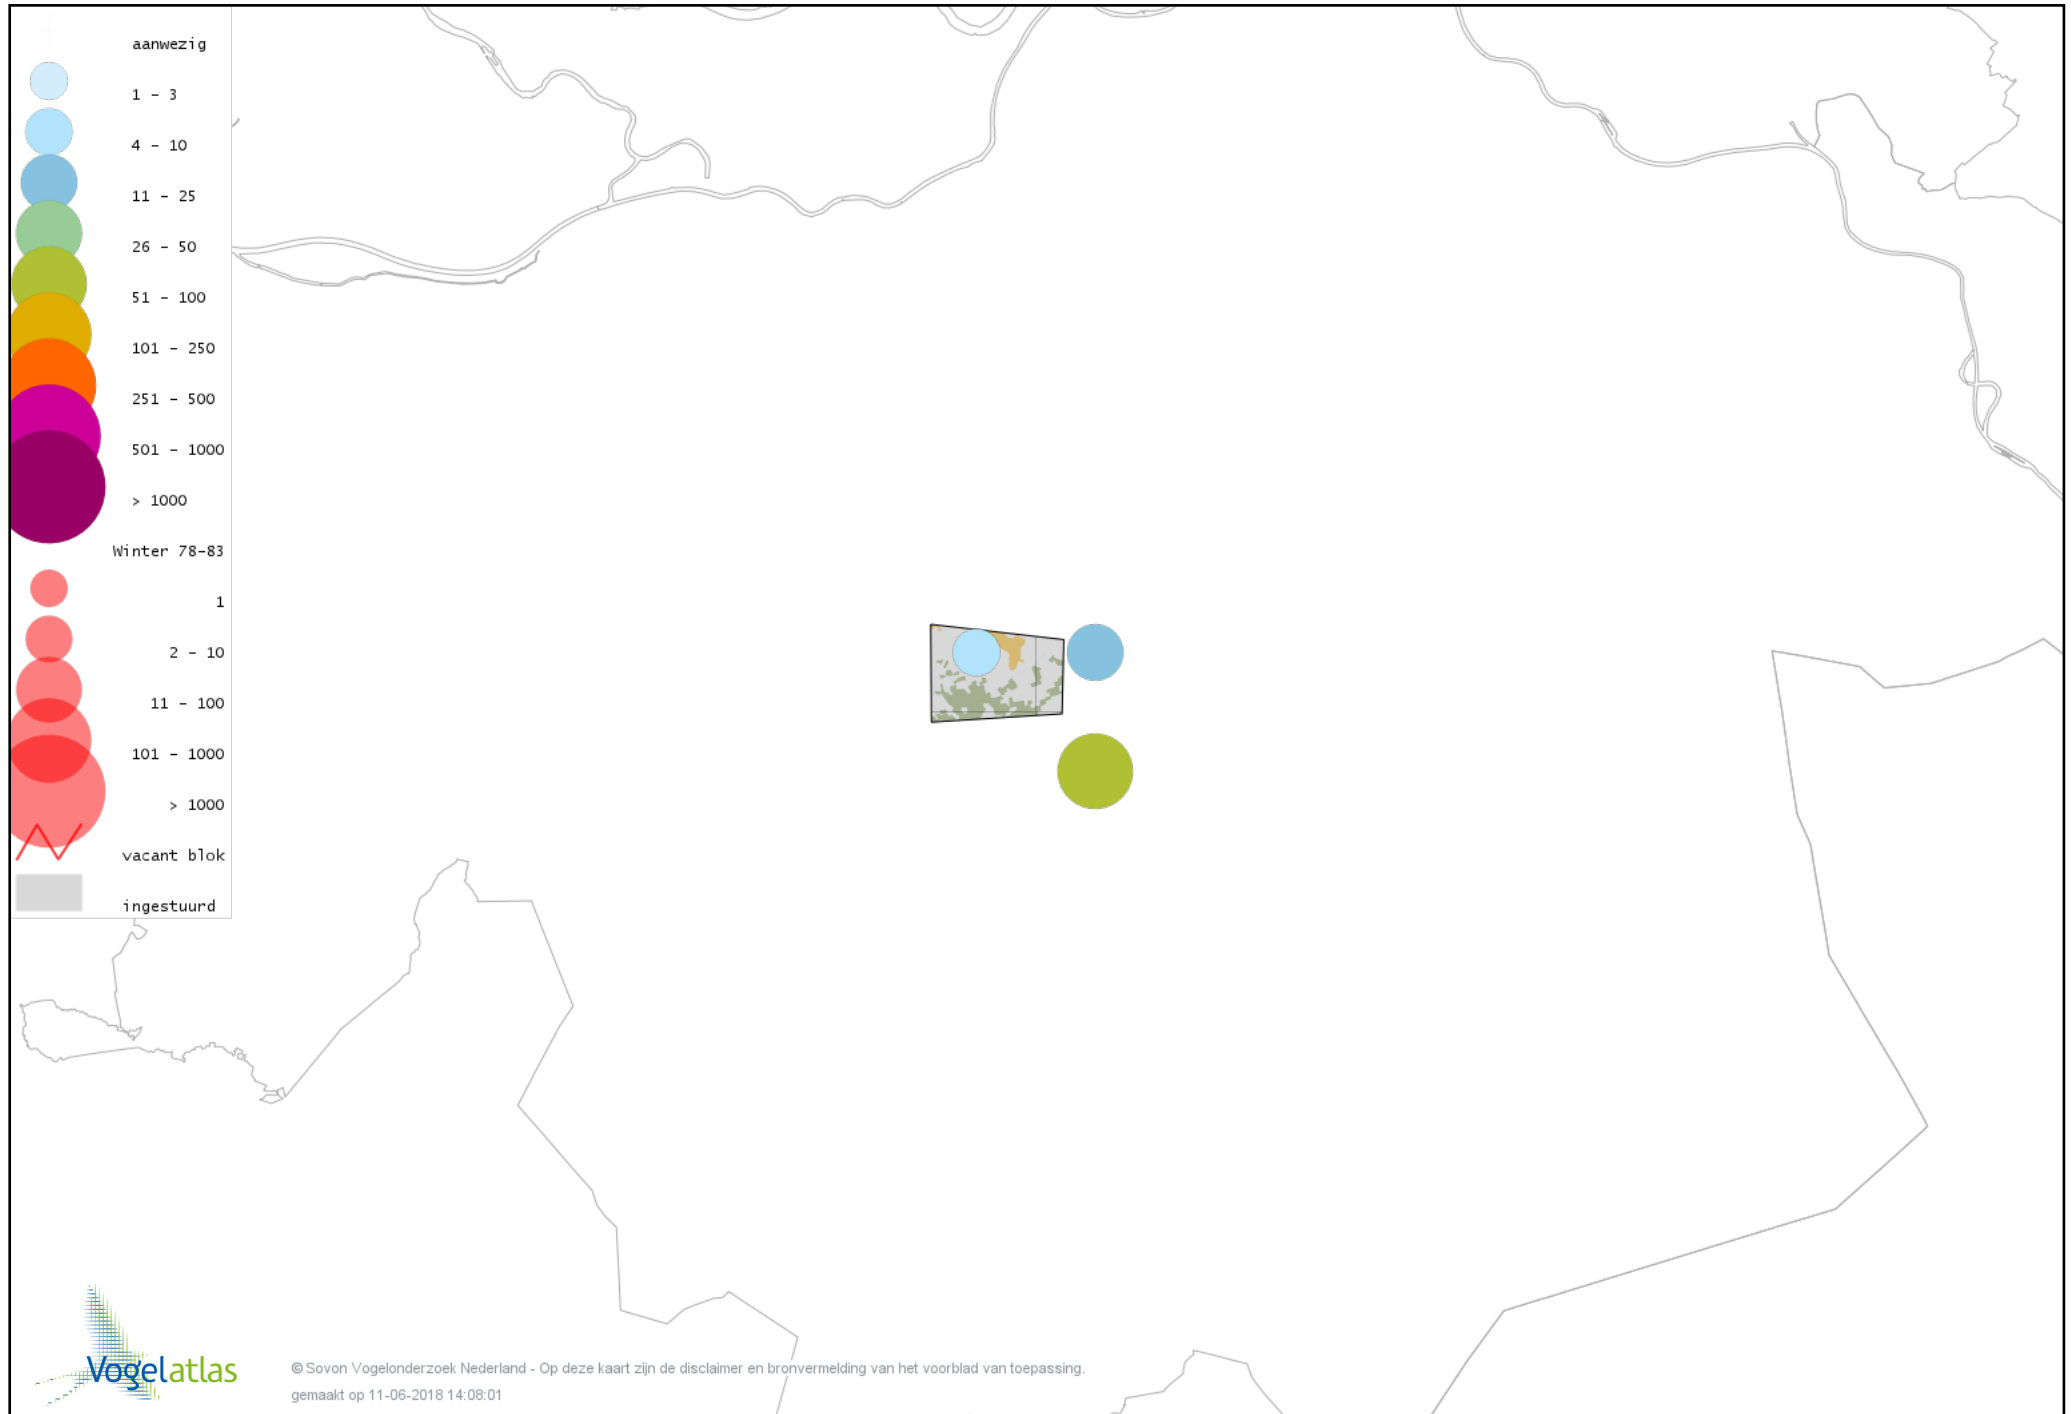 aanwezig
1 - 3
4 - 10
11 - 25
26 - 50
51 - 100
101 - 250
251 - 500
501 - 1000
> 1000
Winter 78-83
1
2 - 10
11 - 100
101 - 1000
> 1000
vacant blok
ingestuurd
Vogelatlas
© Sovon Vogelonderzoek Nederland - Op deze kaart zijn de disclaimer en bronvermelding van het voorblad van toepassing.
gemaakt op 11-06-2018 14:08:01